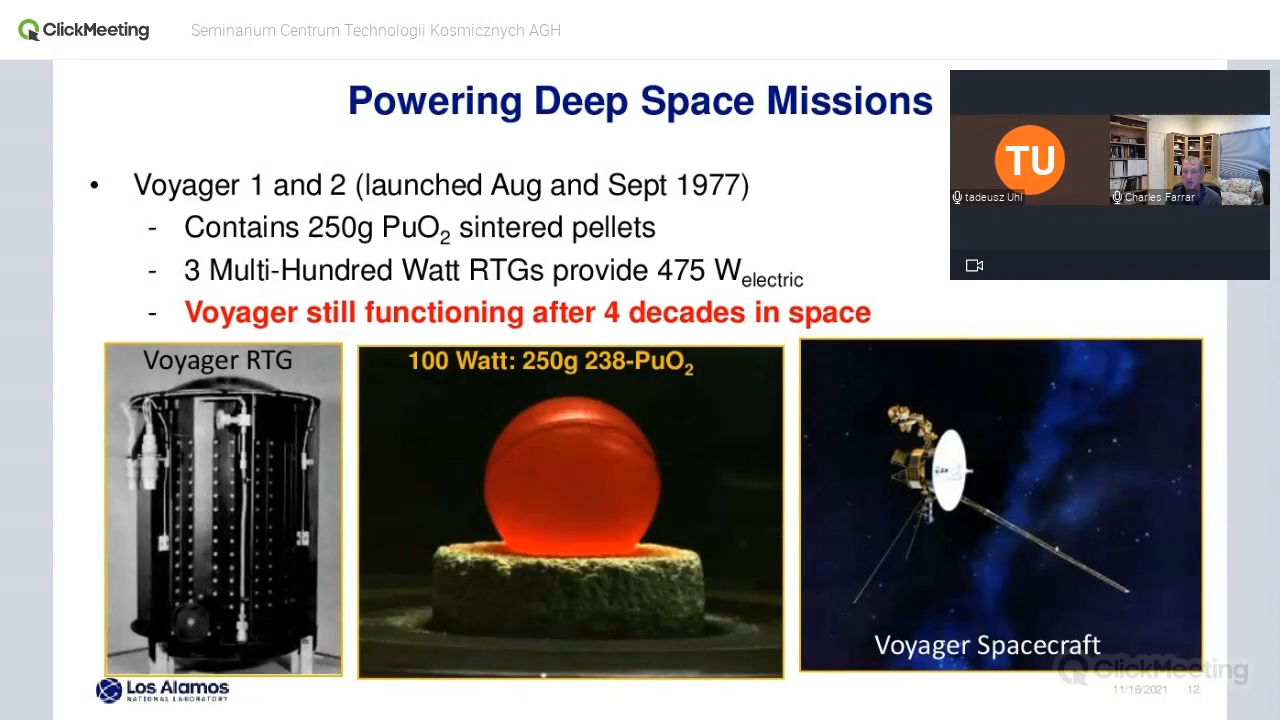 ClickMeeting
Seminarium Centrum Technologii Kosmicznych AGH
Powering Deep Space Missions
TU
tadeusz Uhl
Charles Farrar
• Voyager 1 and 2 (launched Aug and Sept 1977)
- Contains 250g PuO₂ sintered pellets
- 3 Multi-Hundred Watt RTGs provide 475 Welectric
- Voyager still functioning after 4 decades in space
Voyager RTG
100 Watt: 250g 238-PuO₂
Voyager Spacecraft
Los Alamos
NATIONAL LABORATORY
ClickMeeting
11/16/2021 12